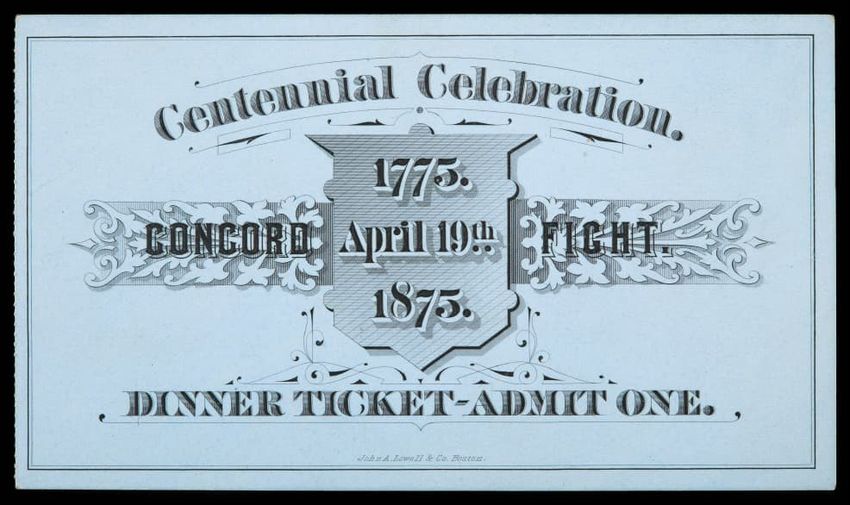 Centennial Celebration.
1775.
CONCORD April 19th FIGHT.
1875.
DINNER TICKET-ADMIT ONE.
John A. Lowell & Co. Boston.